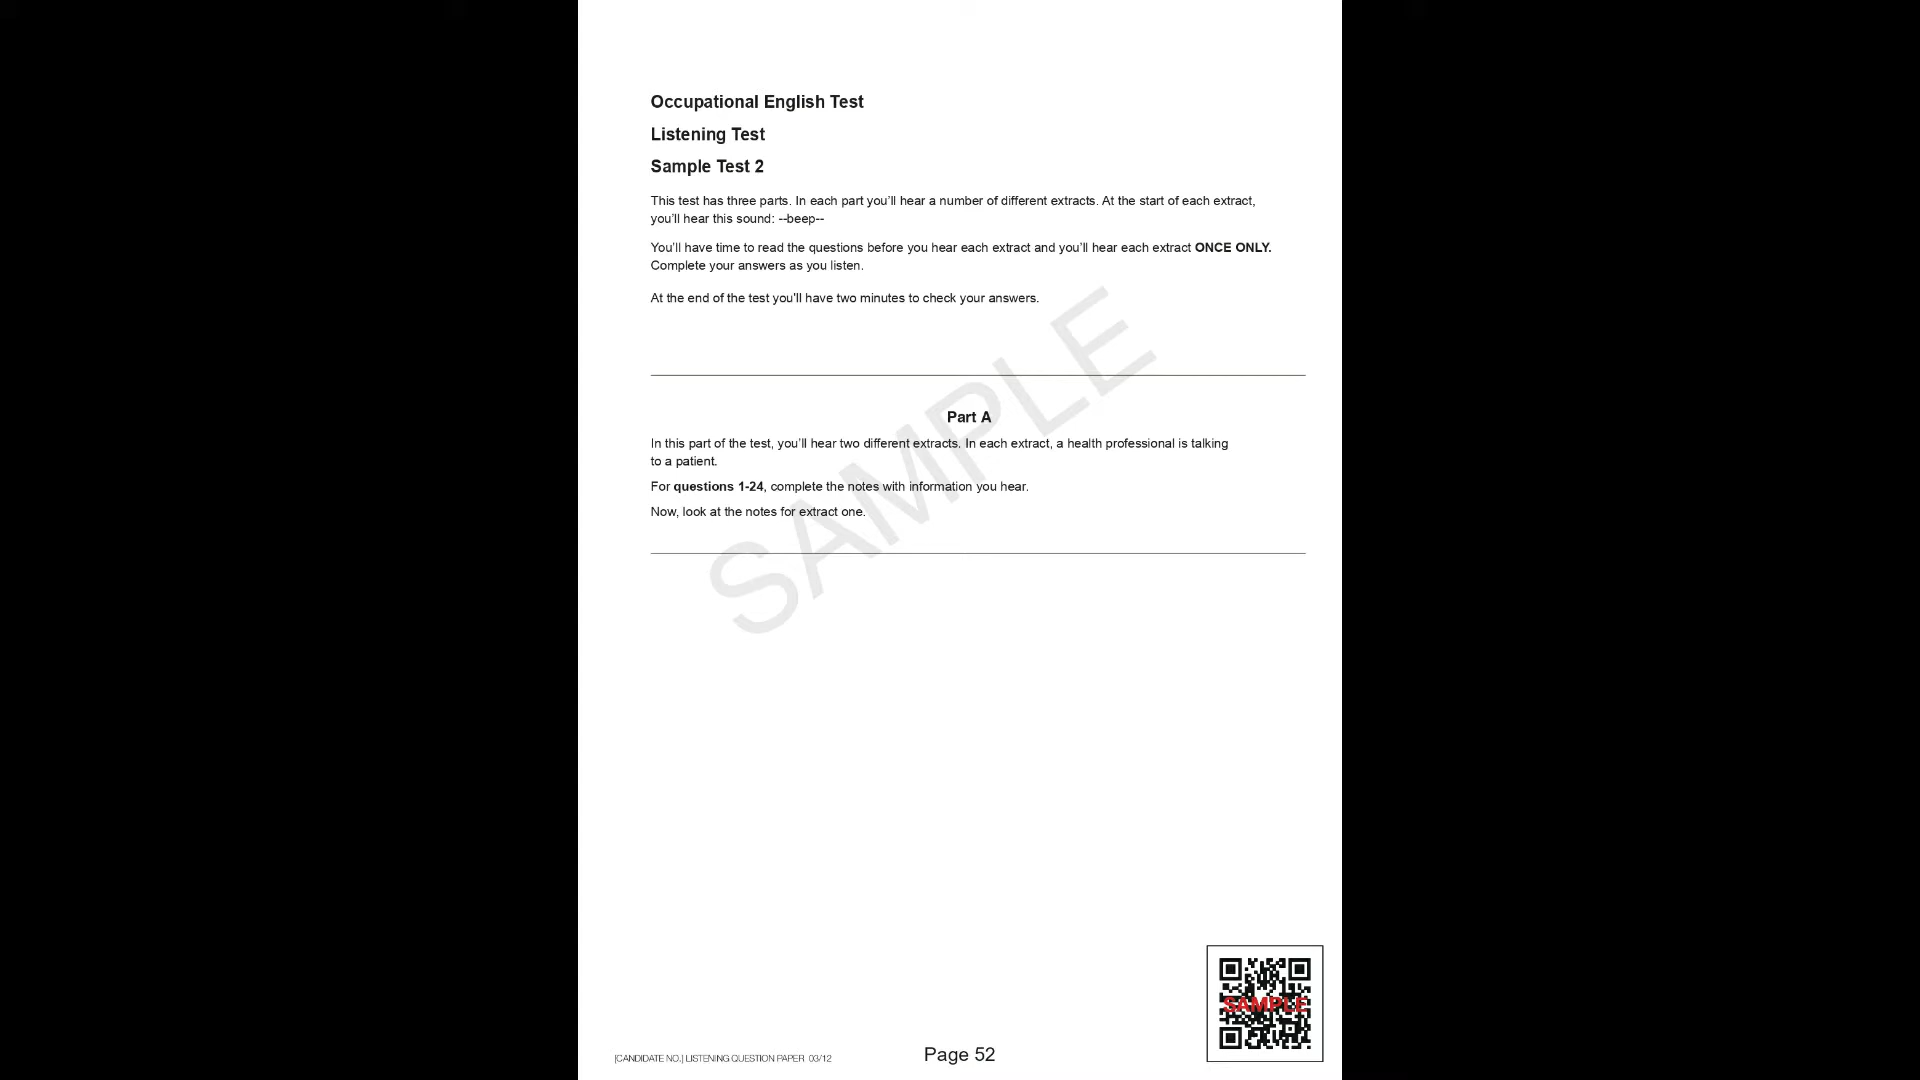 Occupational English Test
Listening Test
Sample Test 2
This test has three parts. In each part you’ll hear a number of different extracts. At the start of each extract,
you’ll hear this sound: --beep--
You’ll have time to read the questions before you hear each extract and you’ll hear each extract ONCE ONLY.
Complete your answers as you listen.
At the end of the test you’ll have two minutes to check your answers.
Part A
In this part of the test, you’ll hear two different extracts. In each extract, a health professional is talking
to a patient.
For questions 1-24, complete the notes with information you hear.
Now, look at the notes for extract one.
SAMPLE
SAMPLE
[CANDIDATE NO.] LISTENING QUESTION PAPER 03/12
Page 52